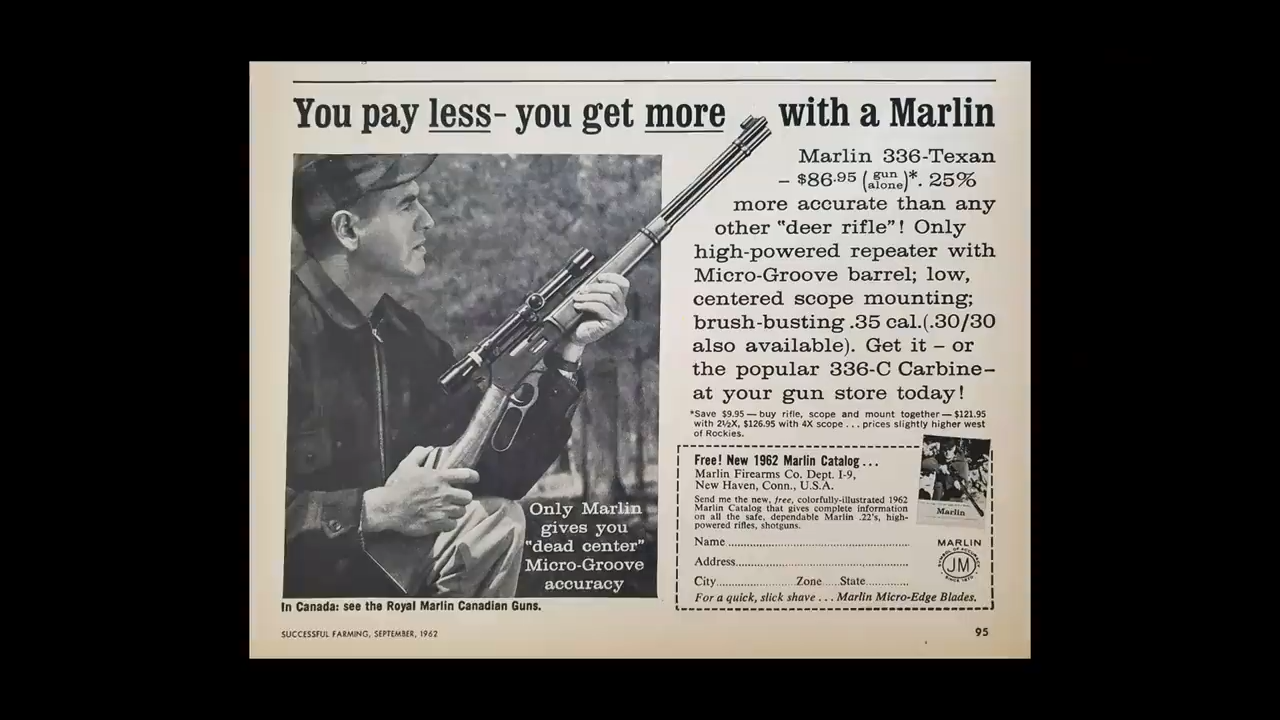 You pay less- you get more with a Marlin
Marlin 336-Texan
– $86.95 (gun alone)*. 25%
more accurate than any
other "deer rifle"! Only
high-powered repeater with
Micro-Groove barrel; low,
centered scope mounting;
brush-busting .35 cal.(.30/30
also available). Get it – or
the popular 336-C Carbine–
at your gun store today!
*Save $9.95 — buy rifle, scope and mount together — $121.95
with 2½X, $126.95 with 4X scope . . . prices slightly higher west
of Rockies.
Only Marlin
gives you
"dead center"
Micro-Groove
accuracy
In Canada: see the Royal Marlin Canadian Guns.
Free! New 1962 Marlin Catalog . . .
Marlin Firearms Co. Dept. I-9,
New Haven, Conn., U.S.A.
Send me the new, free, colorfully-illustrated 1962
Marlin Catalog that gives complete information
on all the safe, dependable Marlin .22's, high-
powered rifles, shotguns.
Marlin
Name
Address
City Zone State
For a quick, slick shave . . . Marlin Micro-Edge Blades.
MARLIN
SYMBOL OF ACCURACY
JM
SINCE 1870
SUCCESSFUL FARMING, SEPTEMBER, 1962
95